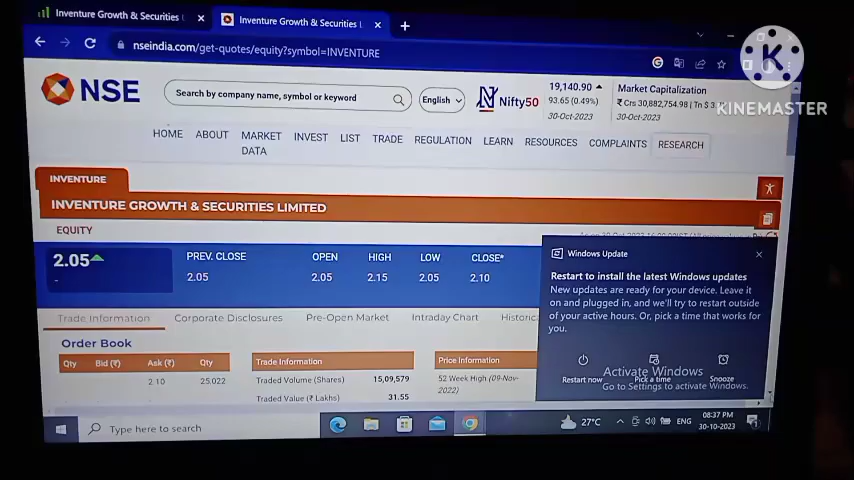 Inventure Growth & Securities L
Inventure Growth & Securities L
nseindia.com/get-quotes/equity?symbol=INVENTURE
KINEMASTER
NSE
Search by company name, symbol or keyword
English
Nifty50
19,140.90
93.65 (0.49%)
30-Oct-2023
Market Capitalization
₹ Crs 30,882,754.98 | Tn $ 3.
30-Oct-2023
HOME ABOUT MARKET DATA INVEST LIST TRADE REGULATION LEARN RESOURCES COMPLAINTS RESEARCH
INVENTURE
INVENTURE GROWTH & SECURITIES LIMITED
EQUITY
2.05
-
PREV. CLOSE OPEN HIGH LOW CLOSE*
2.05 2.05 2.15 2.05 2.10
Trade Information Corporate Disclosures Pre-Open Market Intraday Chart Historic
Order Book
Qty Bid (₹) Ask (₹) Qty
2.10 25,022
Trade Information
Traded Volume (Shares) 15,09,579
Traded Value (₹ Lakhs) 31.55
Price Information
52 Week High (09-Nov-
2022)
Windows Update
Restart to install the latest Windows updates
New updates are ready for your device. Leave it
on and plugged in, and we'll try to restart outside
of your active hours. Or, pick a time that works for
you.
Restart now Pick a time Snooze
Activate Windows
Go to Settings to activate Windows.
Type here to search
27°C
ENG
08:37 PM
30-10-2023